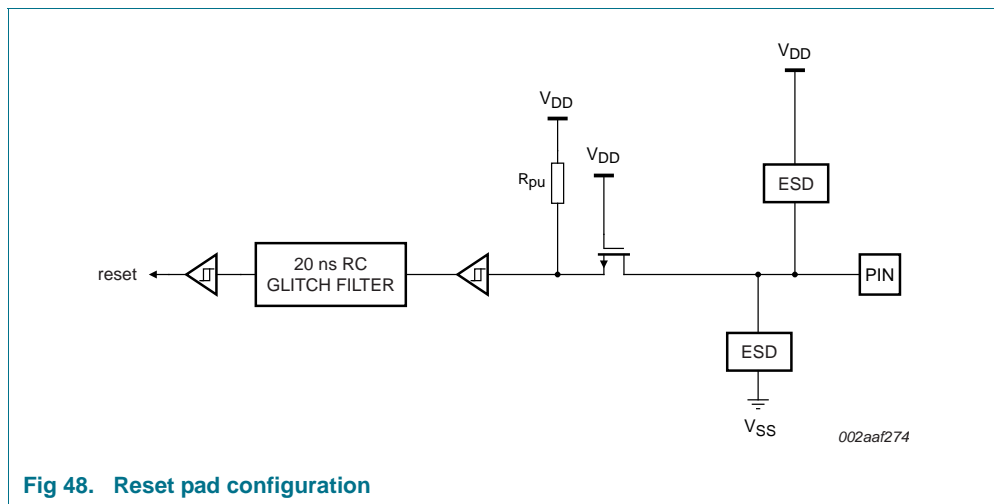 VDD
VDD
VDD
Rpu
ESD
reset
20 ns RC
GLITCH FILTER
PIN
ESD
VSS
002aaf274
Fig 48. Reset pad configuration